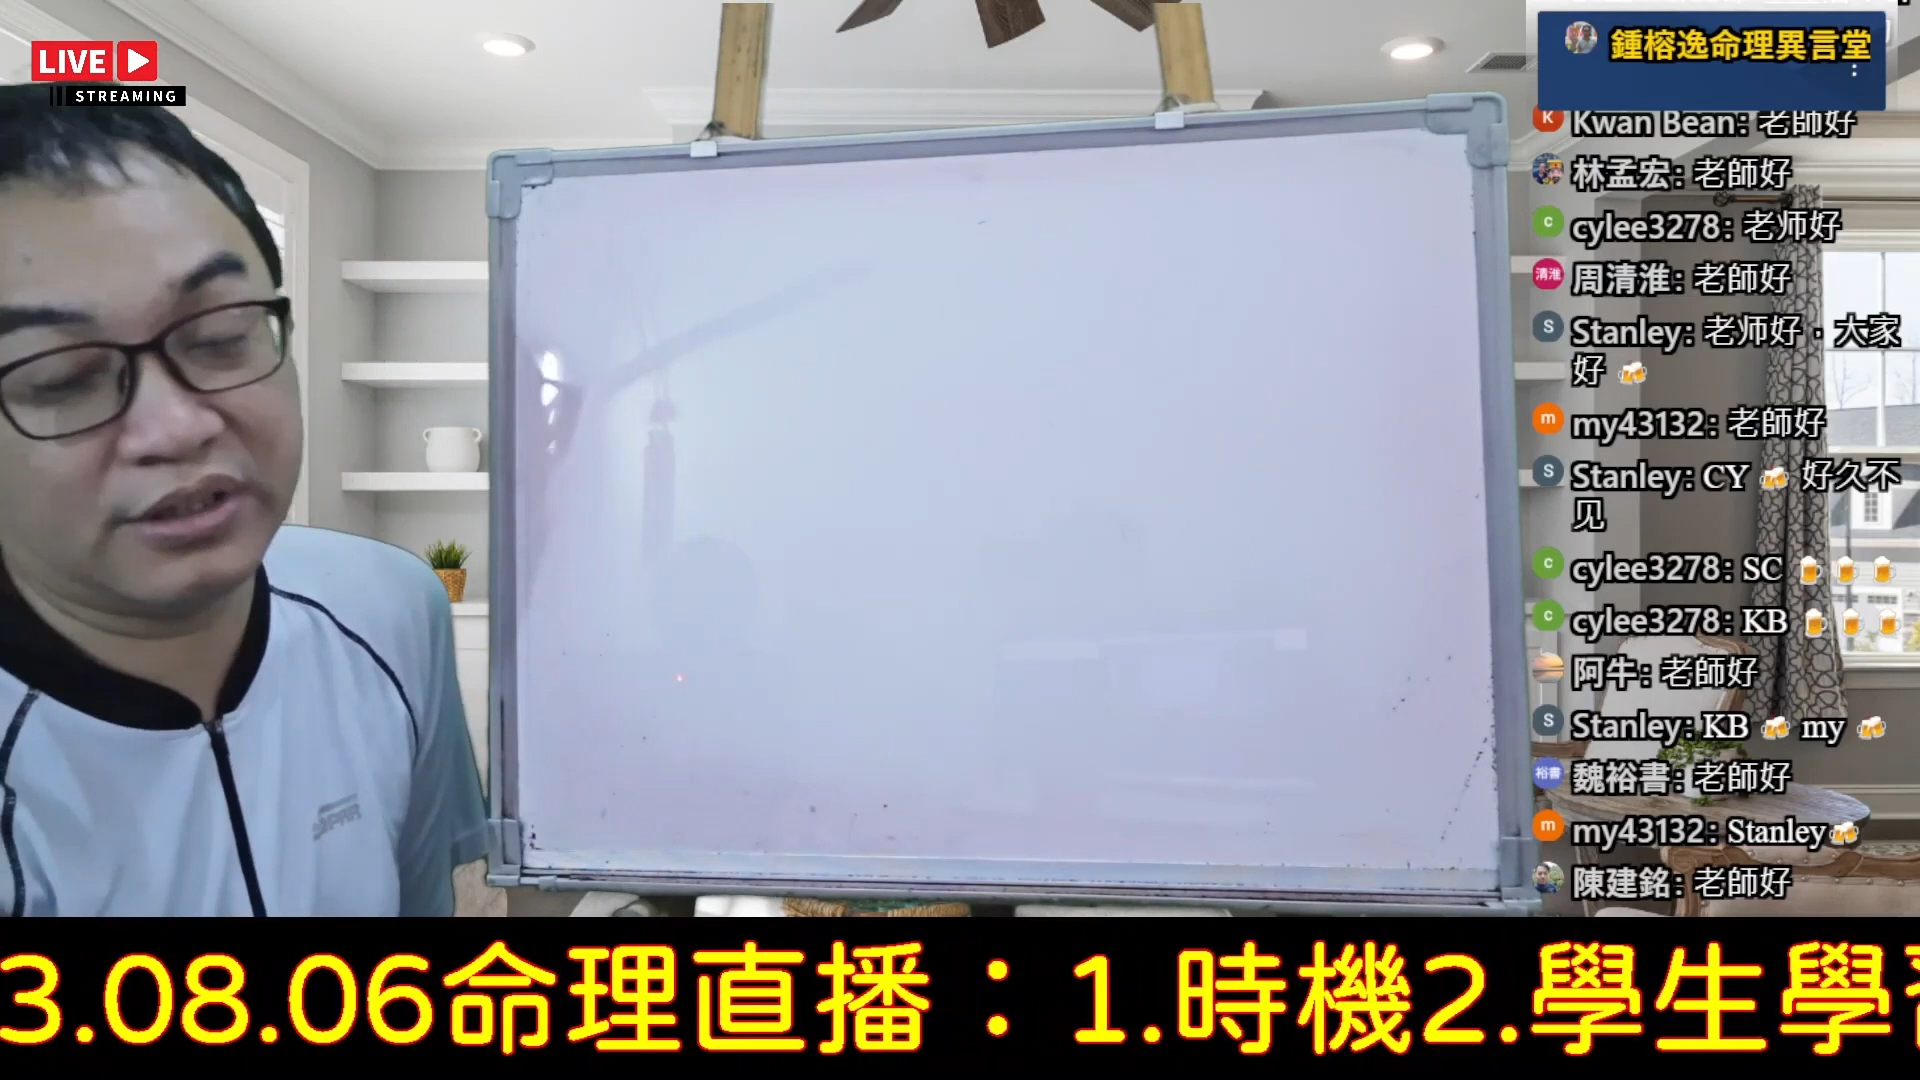 LIVE
STREAMING
鍾榕逸命理異言堂
Kwan Bean: 老師好
林孟宏: 老師好
cylee3278: 老师好
清淮
周清淮: 老師好
Stanley: 老师好，大家
好 🍻
my43132: 老師好
Stanley: CY 🍻 好久不
见
cylee3278: SC 🍺 🍺 🍺
cylee3278: KB 🍺 🍺 🍺
阿牛: 老師好
Stanley: KB 🍻 my 🍻
裕書
魏裕書: 老師好
my43132: Stanley🍻
陳建銘: 老師好
3.08.06命理直播：1.時機2.學生學